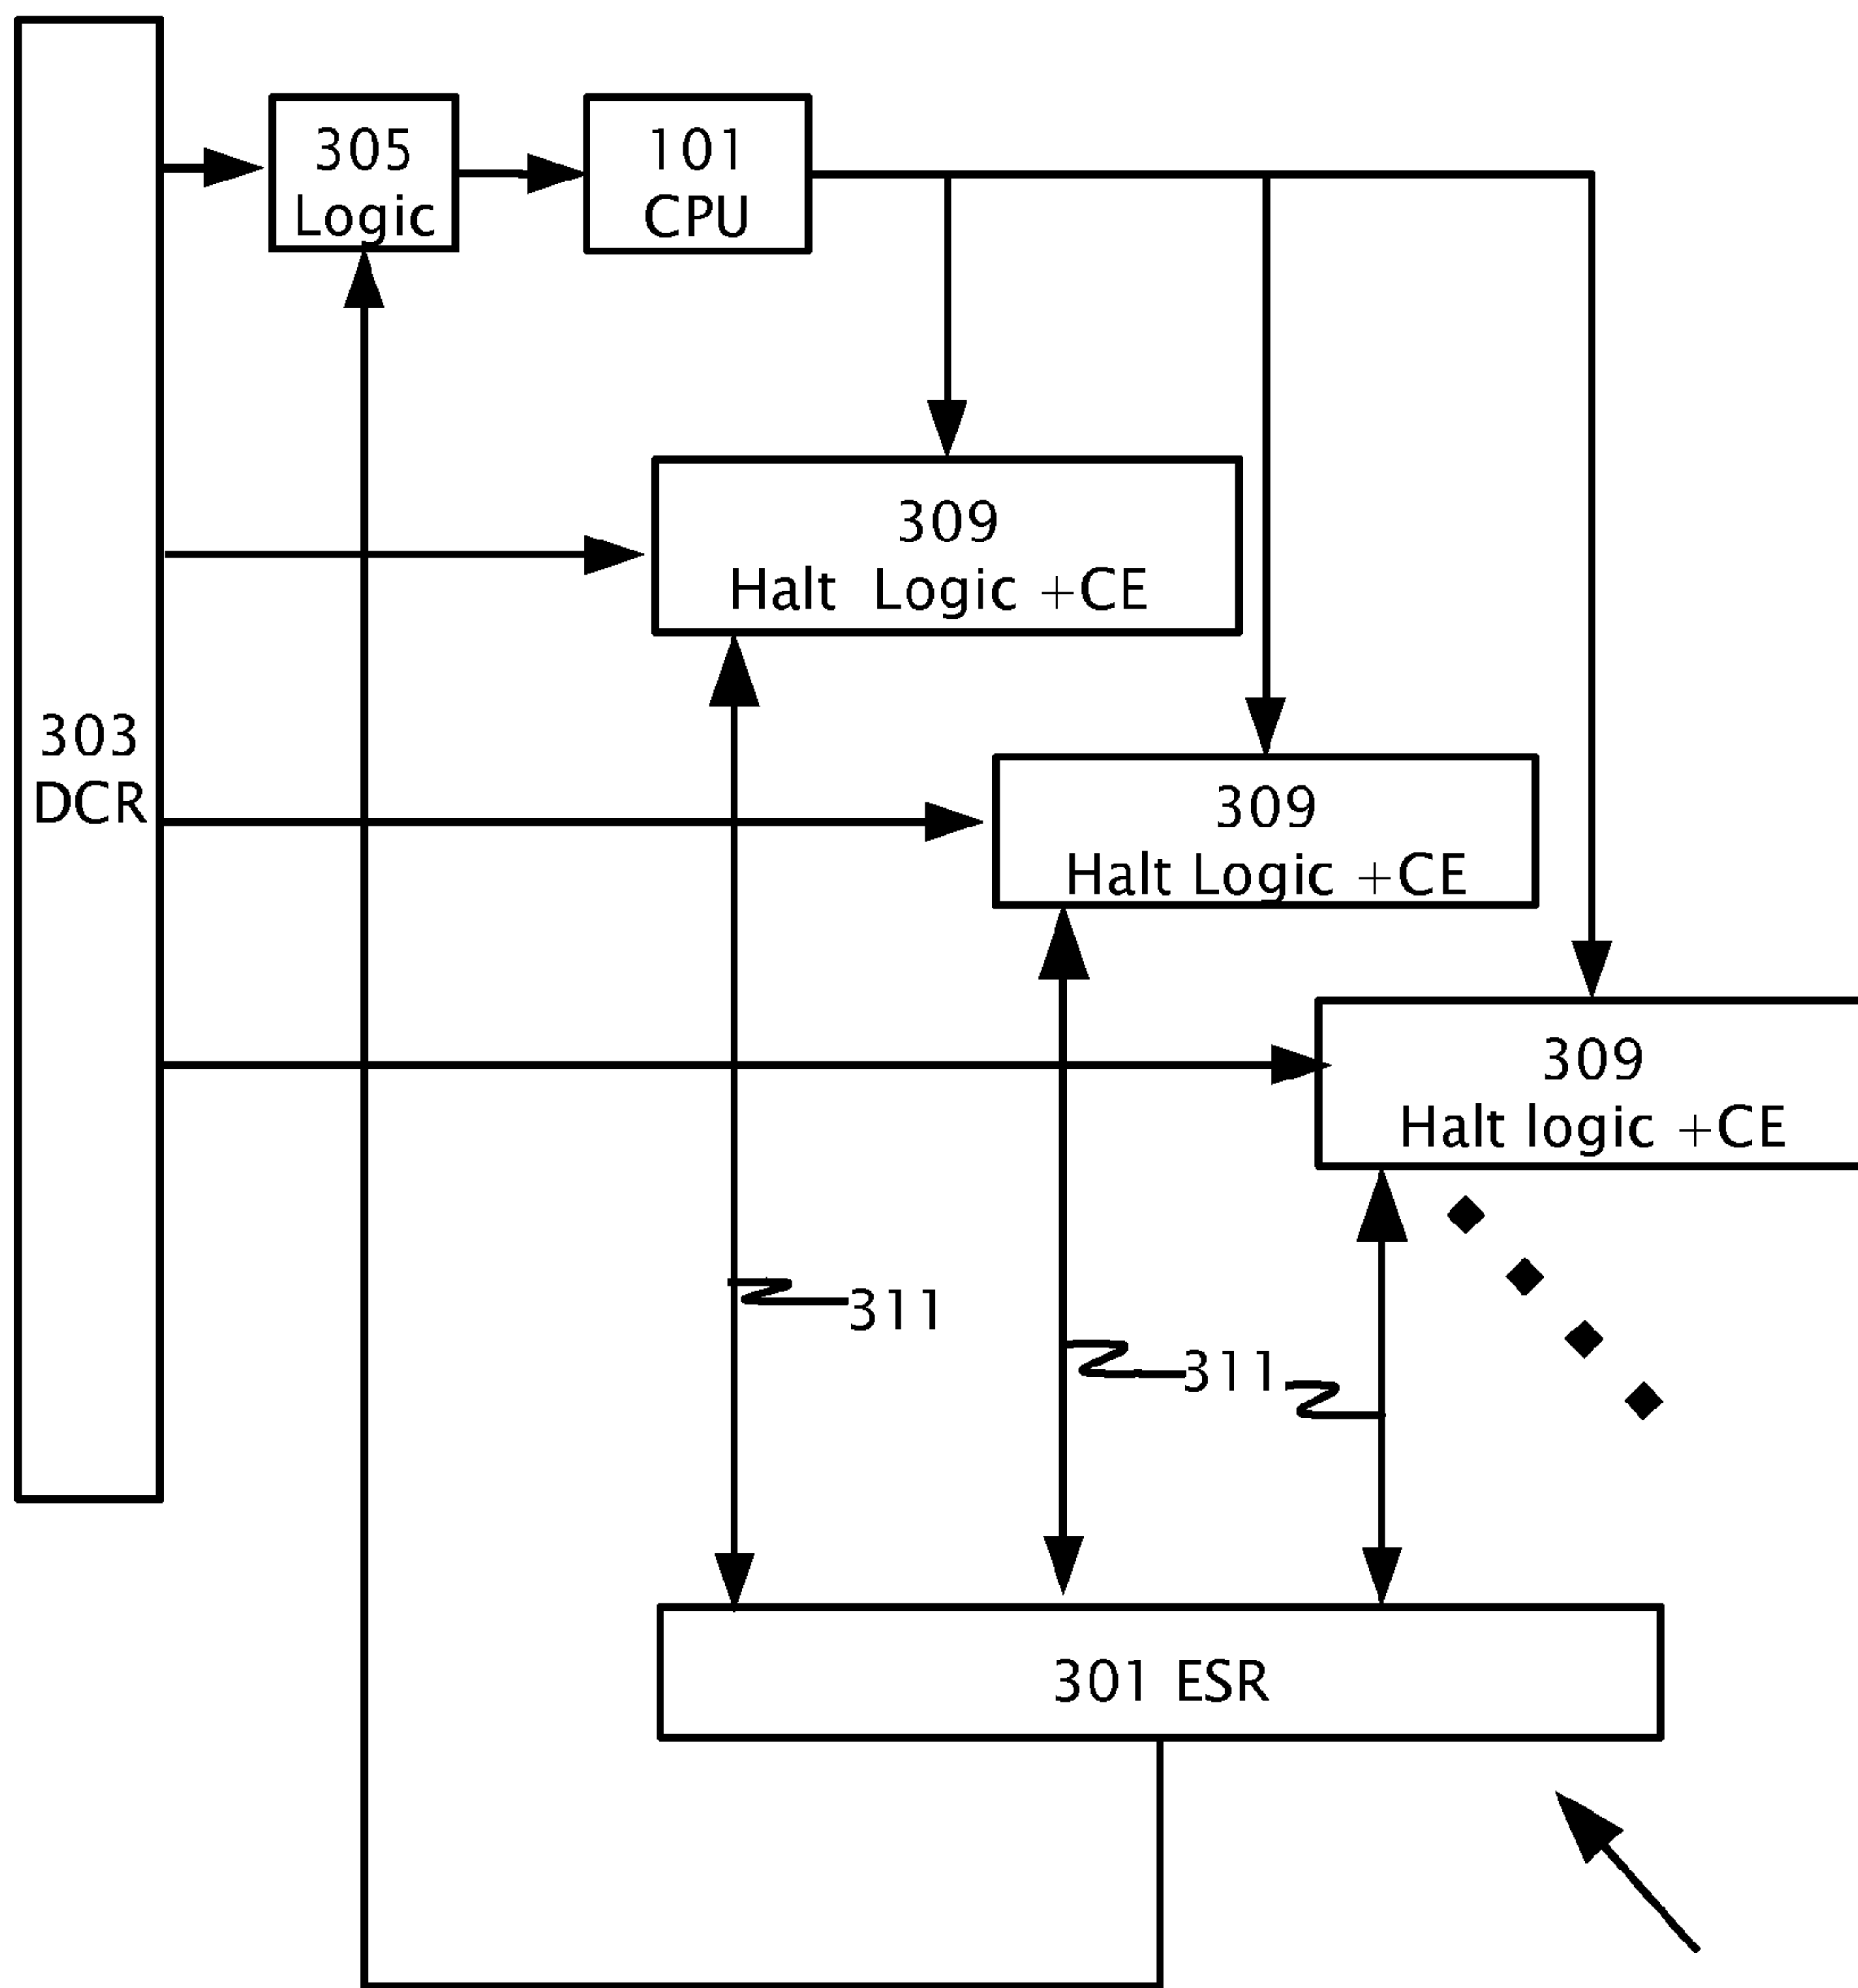 305
Logic
101
CPU
309
Halt Logic +CE
303
DCR
309
Halt Logic +CE
309
Halt logic +CE
311
311
301 ESR